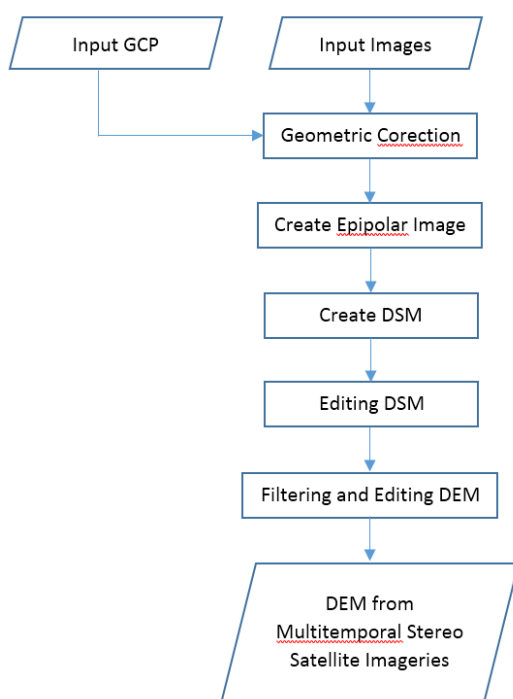 Input GCP
Input Images
Geometric Corection
Create Epipolar Image
Create DSM
Editing DSM
Filtering and Editing DEM
DEM from
Multitemporal Stereo
Satellite Imageries